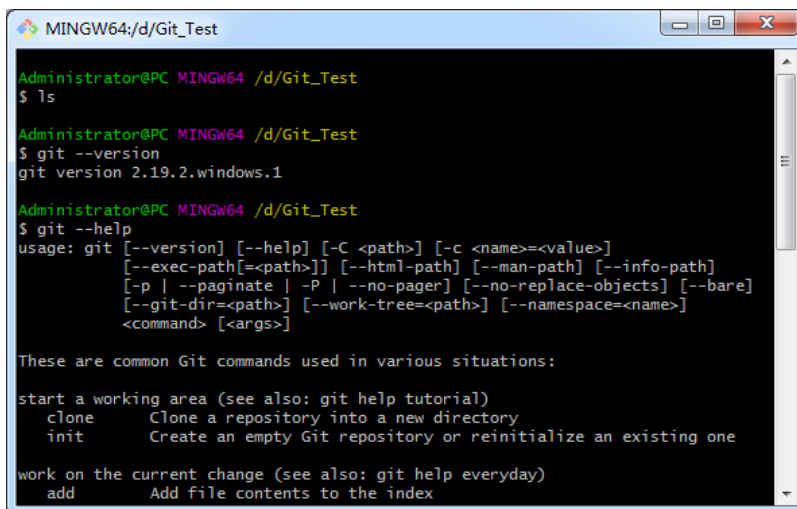 MINGW64:/d/Git_Test
Administrator@PC MINGW64 /d/Git_Test
$ ls
Administrator@PC MINGW64 /d/Git_Test
$ git --version
git version 2.19.2.windows.1
Administrator@PC MINGW64 /d/Git_Test
$ git --help
usage: git [--version] [--help] [-C <path>] [-c <name>=<value>]
           [--exec-path[=<path>]] [--html-path] [--man-path] [--info-path]
           [-p | --paginate | -P | --no-pager] [--no-replace-objects] [--bare]
           [--git-dir=<path>] [--work-tree=<path>] [--namespace=<name>]
           <command> [<args>]
These are common Git commands used in various situations:
start a working area (see also: git help tutorial)
   clone      Clone a repository into a new directory
   init       Create an empty Git repository or reinitialize an existing one
work on the current change (see also: git help everyday)
   add        Add file contents to the index